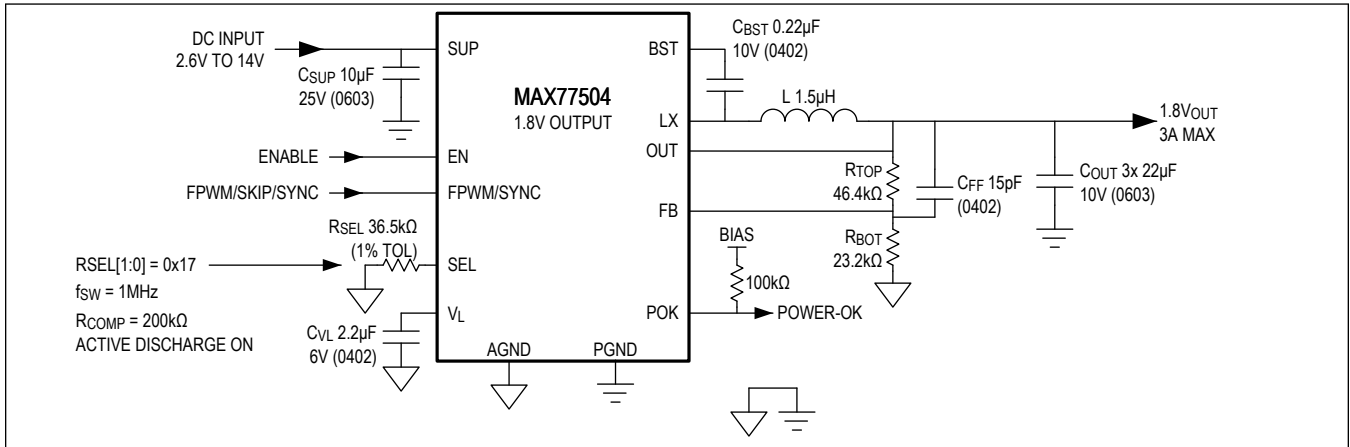 DC INPUT
2.6V TO 14V
CSUP 10µF
25V (0603)
ENABLE
FPWM/SKIP/SYNC
RSEL 36.5kΩ
(1% TOL)
RSEL[1:0] = 0x17
fSW = 1MHz
RCOMP = 200kΩ
ACTIVE DISCHARGE ON
CVL 2.2µF
6V (0402)
SUP
EN
FPWM/SYNC
SEL
VL
MAX77504
1.8V OUTPUT
AGND
PGND
BST
LX
OUT
FB
POK
CBST 0.22µF
10V (0402)
L 1.5µH
1.8VOUT
3A MAX
RTOP
46.4kΩ
CFF 15pF
(0402)
COUT 3x 22µF
10V (0603)
RBOT
23.2kΩ
BIAS
100kΩ
POWER-OK